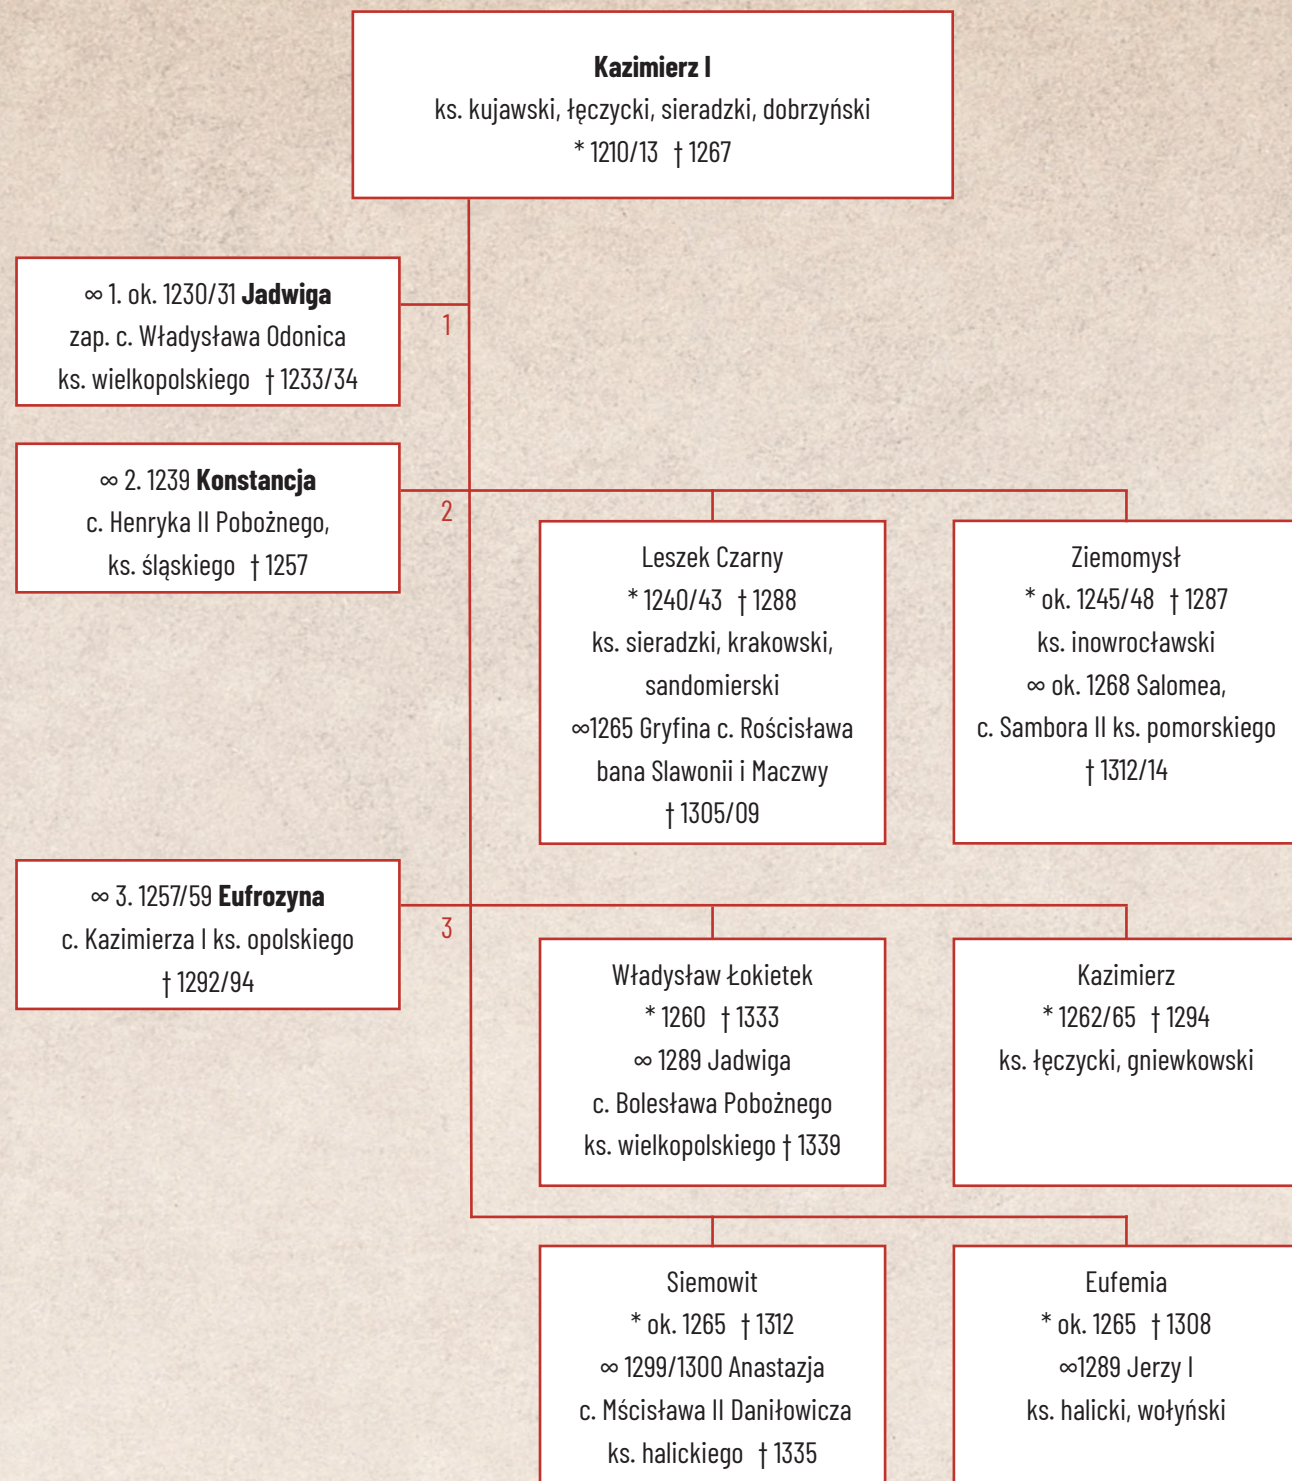 Kazimierz I
ks. kujawski, łęczycki, sieradzki, dobrzyński
* 1210/13 † 1267
∞ 1. ok. 1230/31 Jadwiga
zap. c. Władysława Odonica
ks. wielkopolskiego † 1233/34
1
∞ 2. 1239 Konstancja
c. Henryka II Pobożnego,
ks. śląskiego † 1257
2
Leszek Czarny
* 1240/43 † 1288
ks. sieradzki, krakowski,
sandomierski
∞1265 Gryfina c. Rościsława
bana Slawonii i Maczwy
† 1305/09
Ziemomysł
* ok. 1245/48 † 1287
ks. inowrocławski
∞ ok. 1268 Salomea,
c. Sambora II ks. pomorskiego
† 1312/14
∞ 3. 1257/59 Eufrozyna
c. Kazimierza I ks. opolskiego
† 1292/94
3
Władysław Łokietek
* 1260 † 1333
∞ 1289 Jadwiga
c. Bolesława Pobożnego
ks. wielkopolskiego † 1339
Kazimierz
* 1262/65 † 1294
ks. łęczycki, gniewkowski
Siemowit
* ok. 1265 † 1312
∞ 1299/1300 Anastazja
c. Mścisława II Daniłowicza
ks. halickiego † 1335
Eufemia
* ok. 1265 † 1308
∞1289 Jerzy I
ks. halicki, wołyński